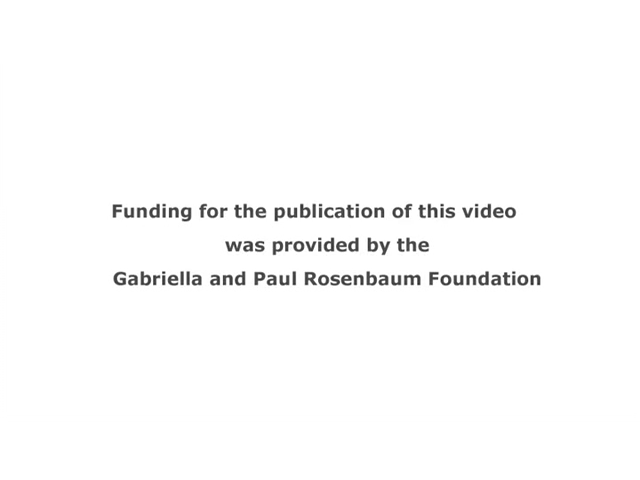 Funding for the publication of this video
was provided by the
Gabriella and Paul Rosenbaum Foundation